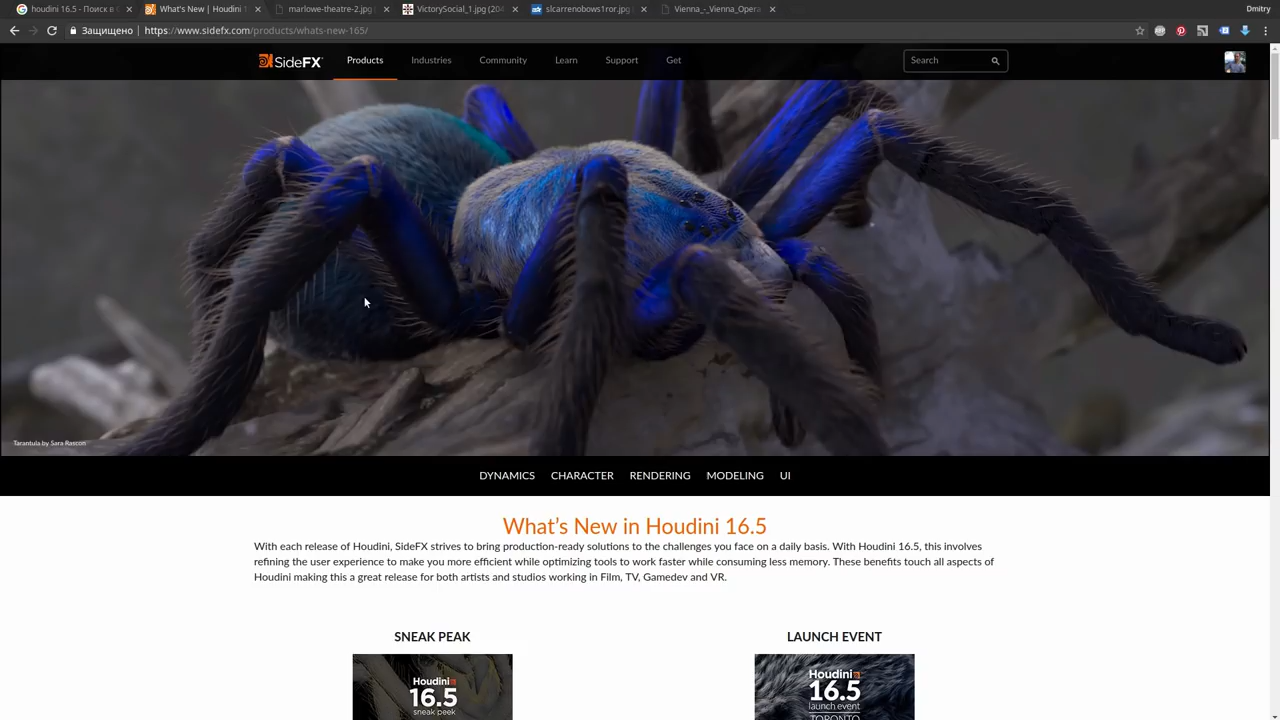 houdini 16.5 - Поиск в G
What's New | Houdini 1
marlowe-theatre-2.jpg (
VictorySocial_1.jpg (204
slcarrenobows1ror.jpg (
Vienna_-_Vienna_Opera_
Dmitry
Защищено
https://www.sidefx.com/products/whats-new-165/
SideFX
Products
Industries
Community
Learn
Support
Get
Search
Tarantula by Sara Rascon
DYNAMICS CHARACTER RENDERING MODELING UI
What's New in Houdini 16.5
With each release of Houdini, SideFX strives to bring production-ready solutions to the challenges you face on a daily basis. With Houdini 16.5, this involves
refining the user experience to make you more efficient while optimizing tools to work faster while consuming less memory. These benefits touch all aspects of
Houdini making this a great release for both artists and studios working in Film, TV, Gamedev and VR.
SNEAK PEAK
LAUNCH EVENT
Houdini
16.5
sneak peek
Houdini
16.5
launch event
TORONTO